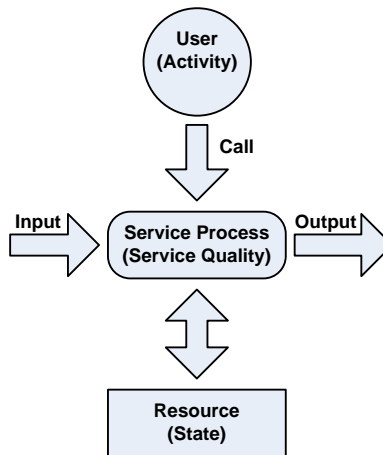 User
(Activity)
Call
Input
Service Process
(Service Quality)
Output
Resource
(State)